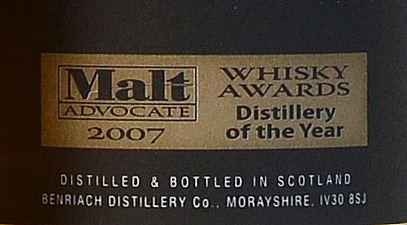 Malt
ADVOCATE
2007
WHISKY
AWARDS
Distillery
of the Year
DISTILLED & BOTTLED IN SCOTLAND
BENRIACH DISTILLERY Co., MORAYSHIRE, IV30 8SJ